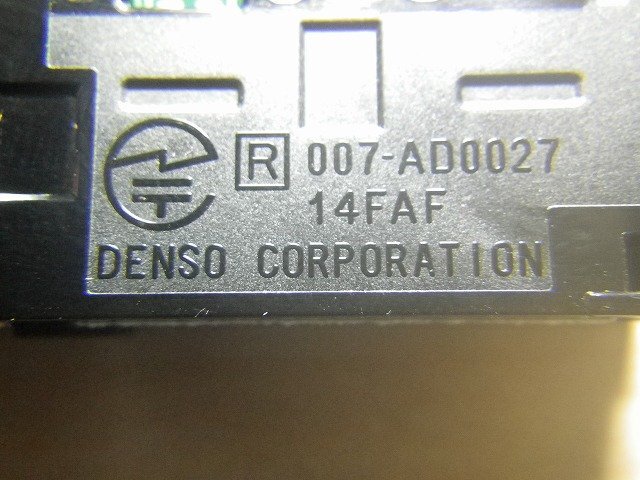 R 007-AD0027
14FAF
DENSO CORPORATION